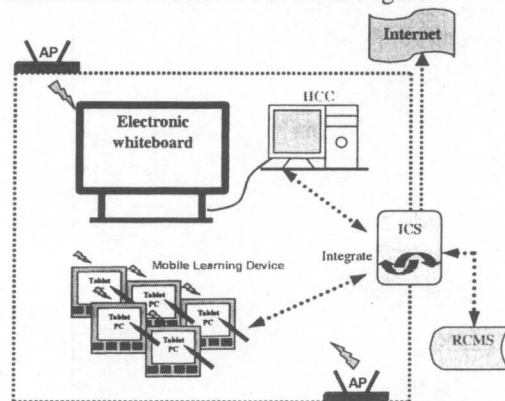 Internet
AP
HCC
Electronic
whiteboard
ICS
Integrate
Mobile Learning Device
Tablet
PC
Tablet
PC
Tablet
PC
Tablet
PC
Tablet
PC
RCMS
AP